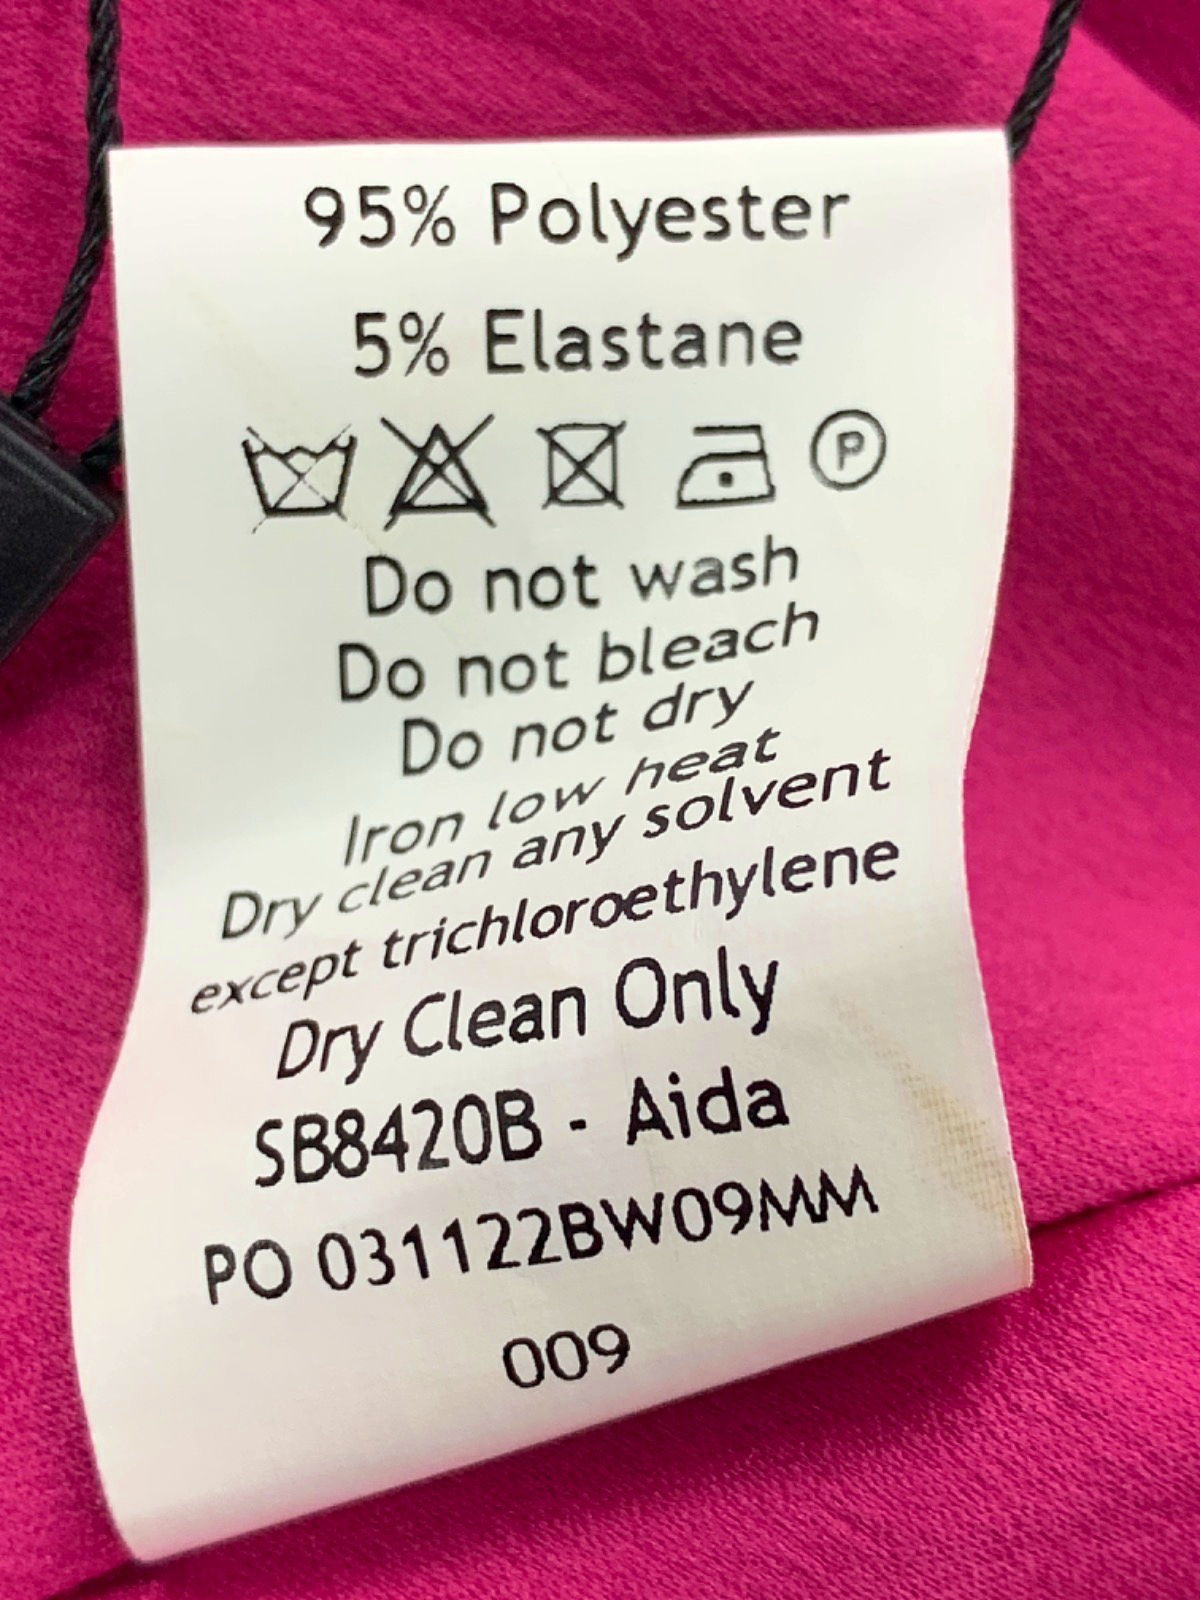 95% Polyester
5% Elastane
P
Do not wash
Do not bleach
Do not dry
Iron low heat
Dry clean any solvent
except trichloroethylene
Dry Clean Only
SB8420B - Aida
PO 031122BW09MM
009